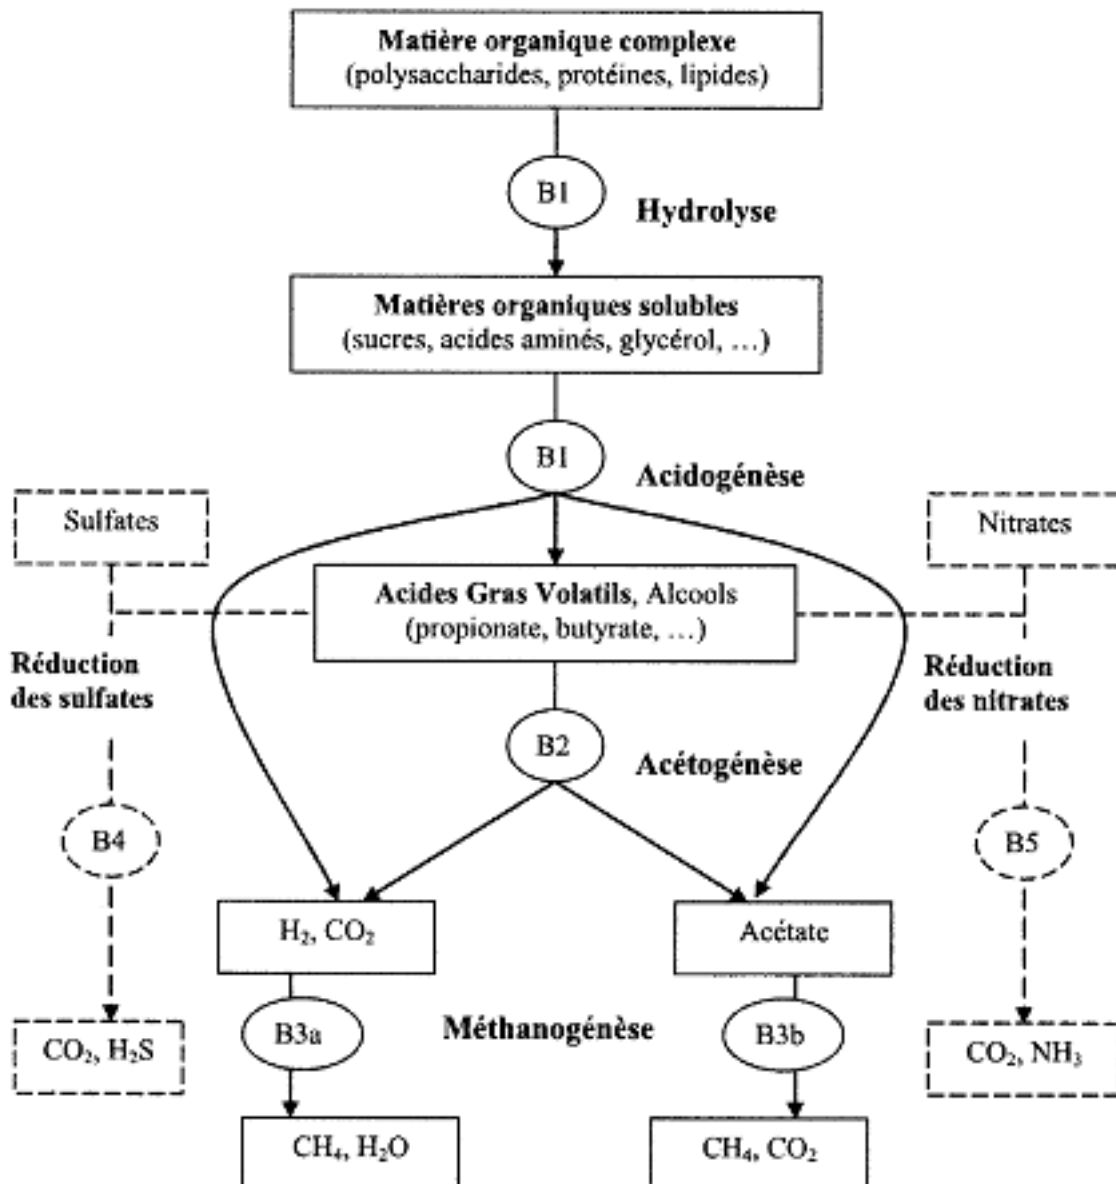 Matière organique complexe
(polysaccharides, protéines, lipides)
B1
Hydrolyse
Matières organiques solubles
(sucres, acides aminés, glycérol, ...)
B1
Acidogénèse
Sulfates
Nitrates
Acides Gras Volatils, Alcools
(propionate, butyrate, ...)
Réduction
des sulfates
Réduction
des nitrates
B2
Acétogénèse
B4
B5
H₂, CO₂
Acétate
B3a
Méthanogénèse
B3b
CO₂, H₂S
CO₂, NH₃
CH₄, H₂O
CH₄, CO₂